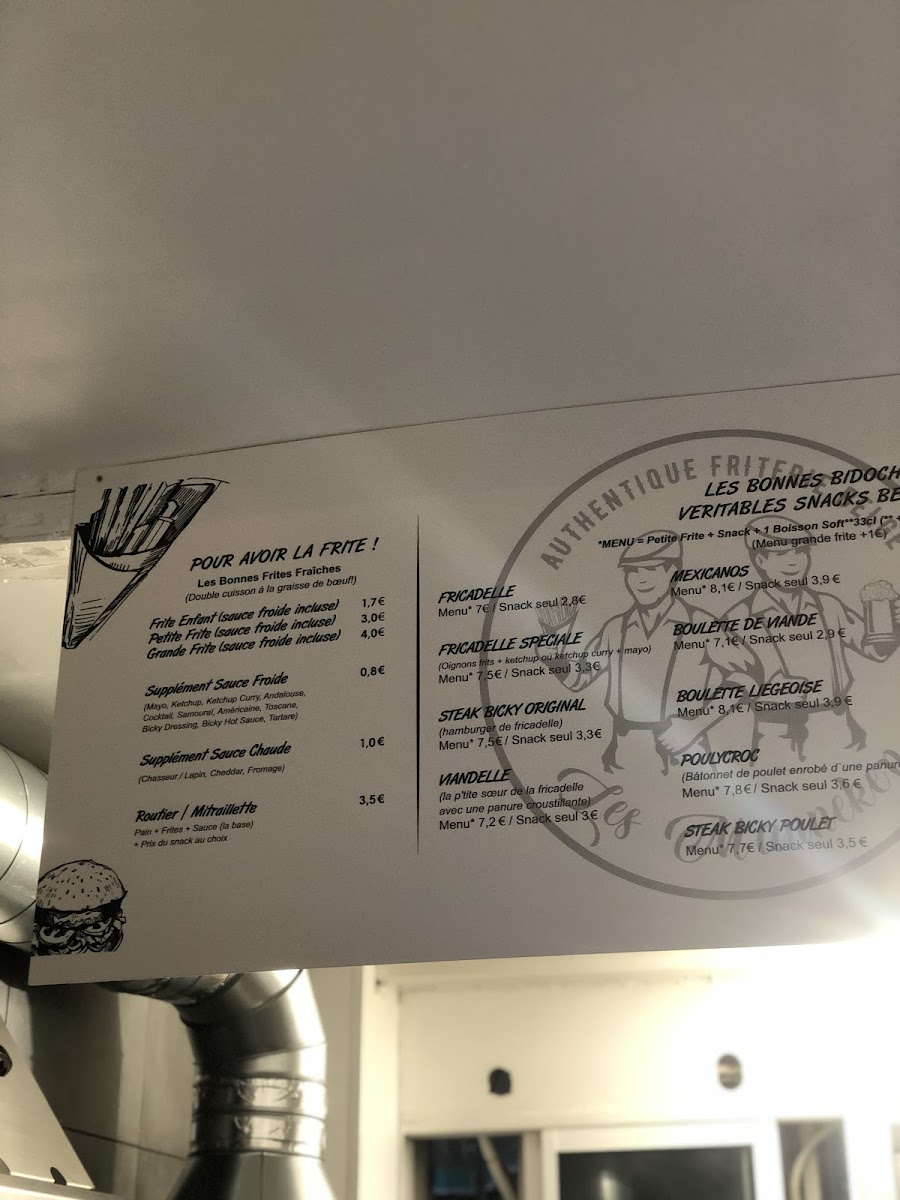 POUR AVOIR LA FRITE !
Les Bonnes Frites Fraîches
(Double cuisson à la graisse de bœuf!)
Frite Enfant (sauce froide incluse) 1,7€
Petite Frite (sauce froide incluse) 3,0€
Grande Frite (sauce froide incluse) 4,0€
Supplément Sauce Froide 0,8€
(Mayo, Ketchup, Ketchup Curry, Andalouse,
Cocktail, Samouraï, Américaine, Toscane,
Bicky Dressing, Bicky Hot Sauce, Tartare)
Supplément Sauce Chaude 1,0€
(Chasseur / Lapin, Cheddar, Fromage)
Routier / Mitraillette 3,5€
Pain + Frites + Sauce (la base)
+ Prix du snack au choix
AUTHENTIQUE FRITERIE
Les
LES BONNES BIDOCH
VERITABLES SNACKS BE
*MENU = Petite Frite + Snack + 1 Boisson Soft**33cl (**
(Menu grande frite +1€)
FRICADELLE
Menu* 7€ / Snack seul 2,8€
FRICADELLE SPECIALE
(Oignons frits + ketchup ou ketchup curry + mayo)
Menu* 7,5€ / Snack seul 3,3€
STEAK BICKY ORIGINAL
(hamburger de fricadelle)
Menu* 7,5€ / Snack seul 3,3€
VIANDELLE
(la p'tite sœur de la fricadelle
avec une panure croustillante)
Menu* 7,2 € / Snack seul 3€
MEXICANOS
Menu* 8,1€ / Snack seul 3,9 €
BOULETTE DE VIANDE
Menu* 7,1€ / Snack seul 2,9 €
BOULETTE LIEGEOISE
Menu* 8,1€ / Snack seul 3,9 €
POULYCROC
(Bâtonnet de poulet enrobé d'une panure
Menu* 7,8€ / Snack seul 3,6 €
STEAK BICKY POULET
Menu* 7,7€ / Snack seul 3,5 €